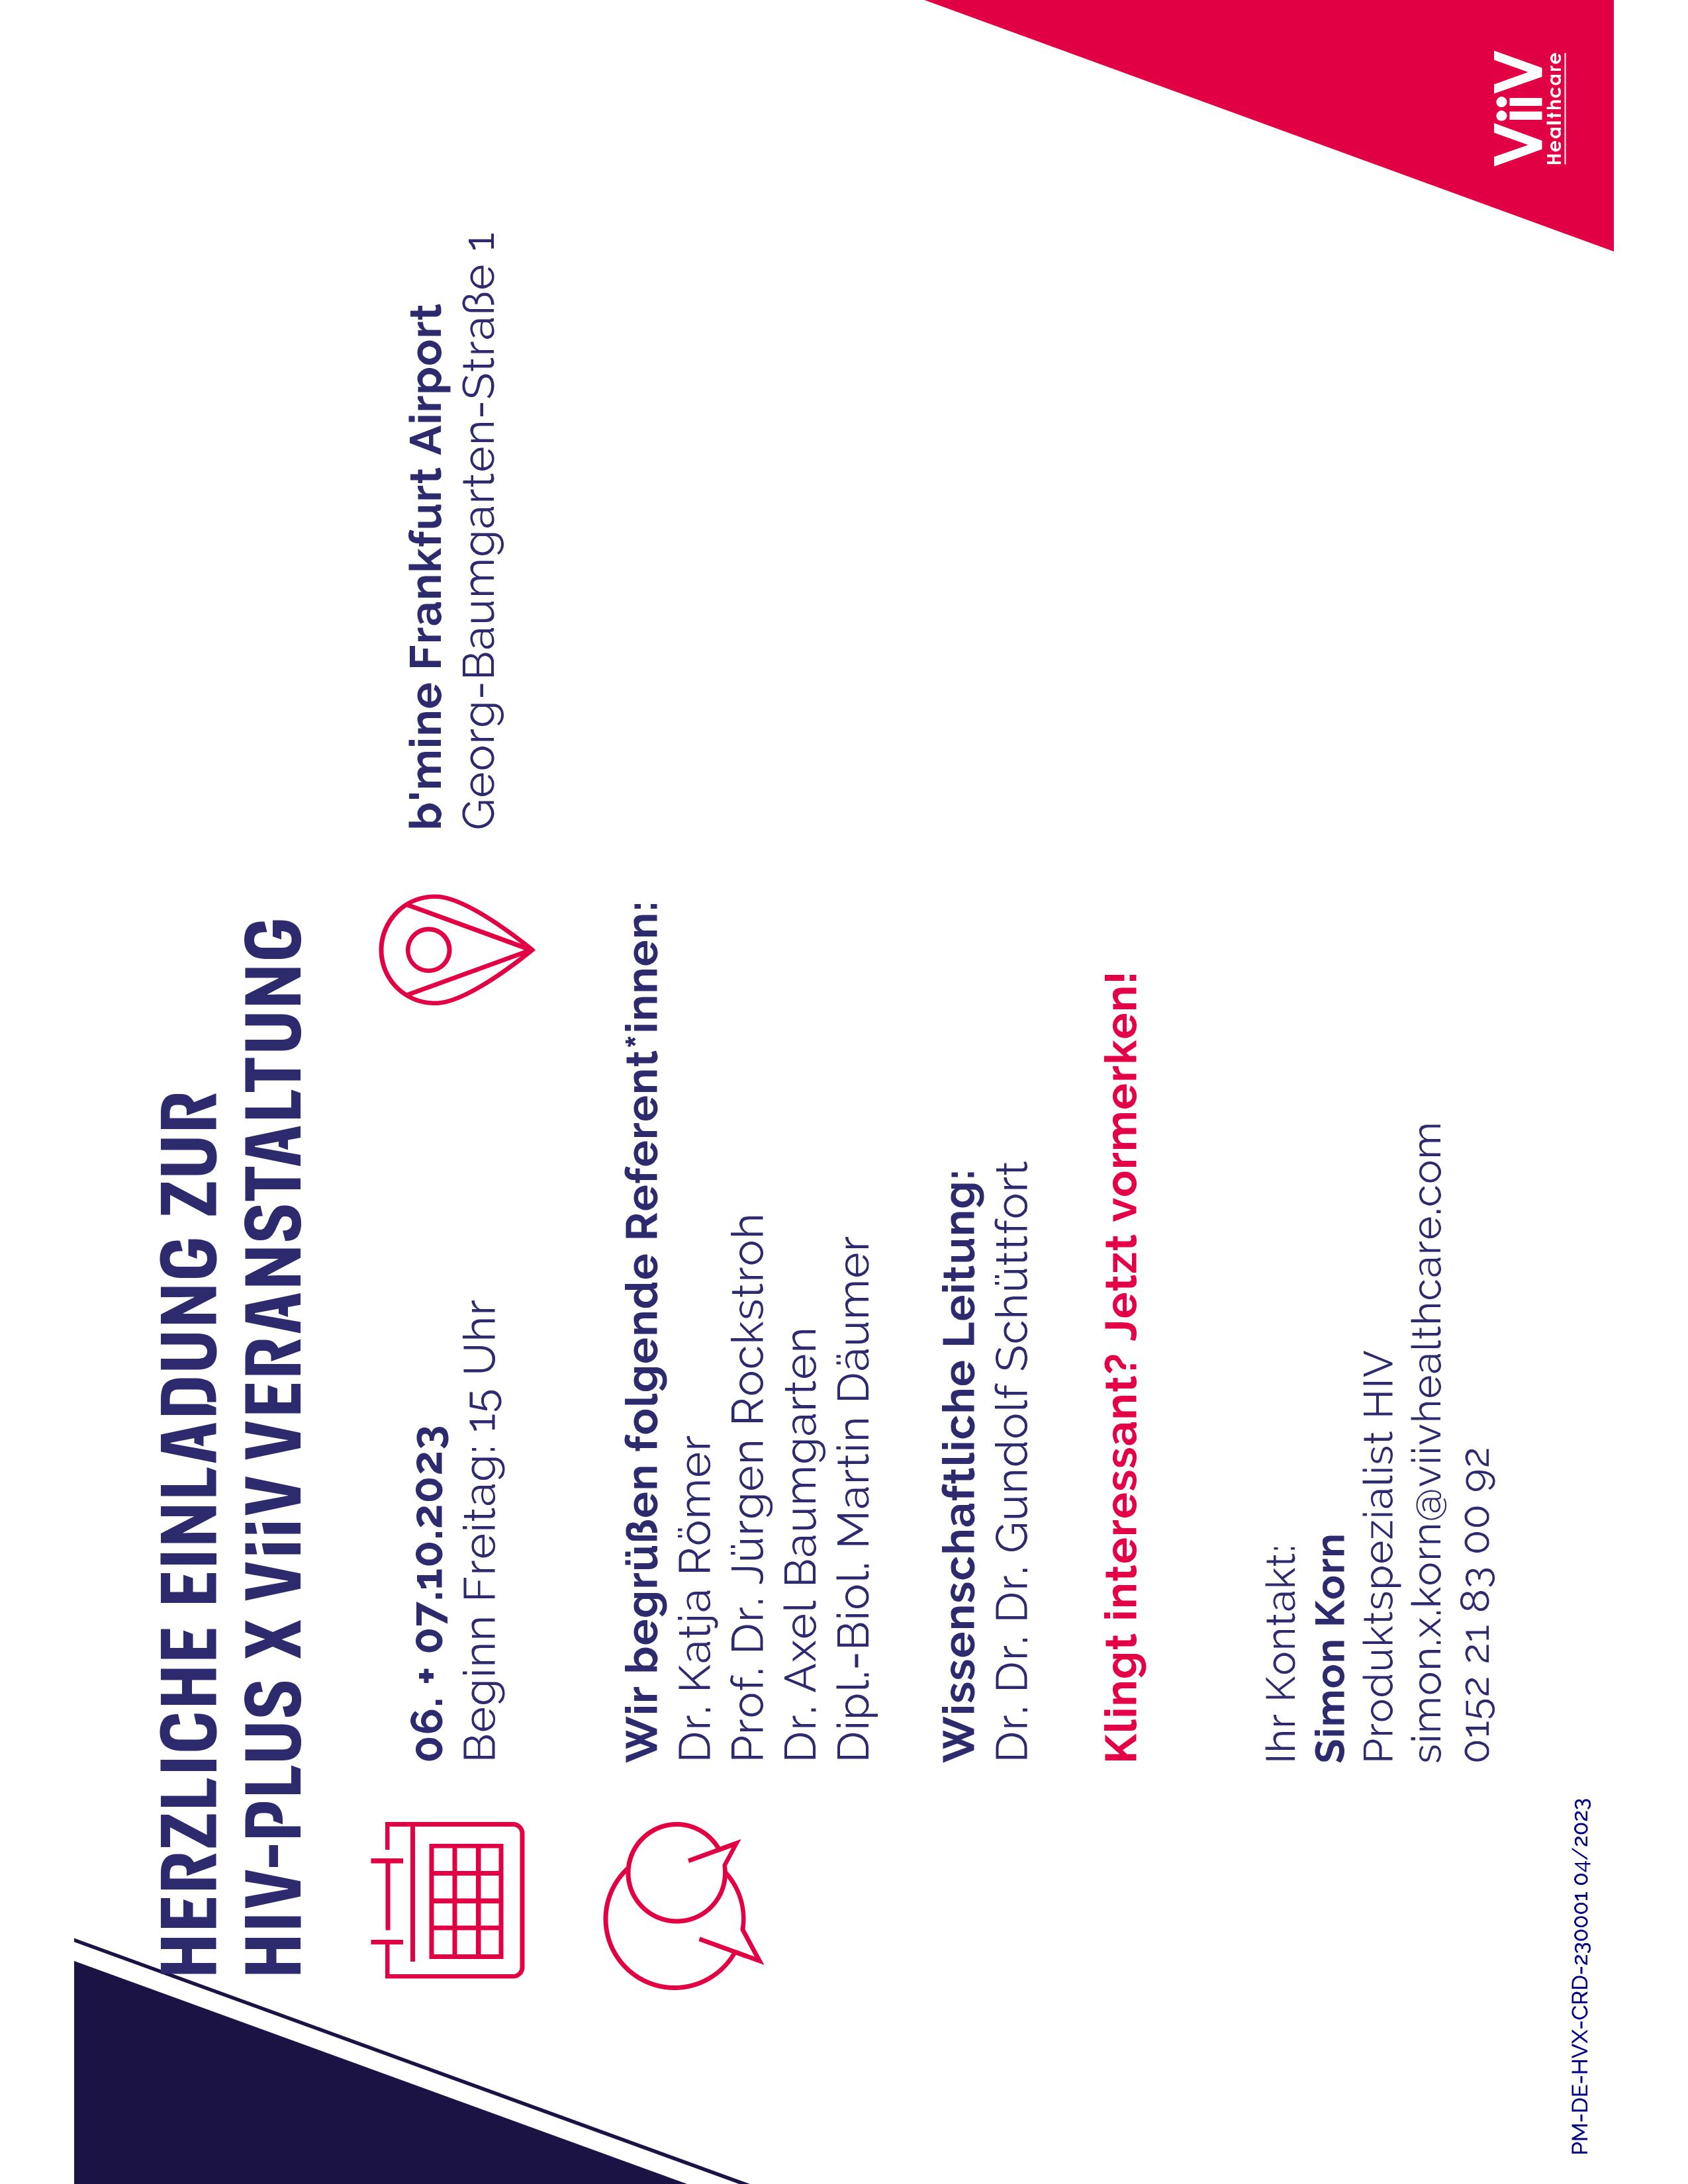 HERZLICHE EINLADUNG ZUR
HIV-PLUS X ViiV VERANSTALTUNG
06. + 07.10.2023
Beginn Freitag: 15 Uhr
b'mine Frankfurt Airport
Georg-Baumgarten-Straße 1
Wir begrüßen folgende Referent*innen:
Dr. Katja Römer
Prof. Dr. Jürgen Rockstroh
Dr. Axel Baumgarten
Dipl.-Biol. Martin Däumer
Wissenschaftliche Leitung:
Dr. Dr. Dr. Gundolf Schüttfort
Klingt interessant? Jetzt vormerken!
Ihr Kontakt:
Simon Korn
Produktspezialist HIV
simon.x.korn@viivhealthcare.com
0152 21 83 00 92
ViiV
Healthcare
PM-DE-HVX-CRD-230001 04/2023